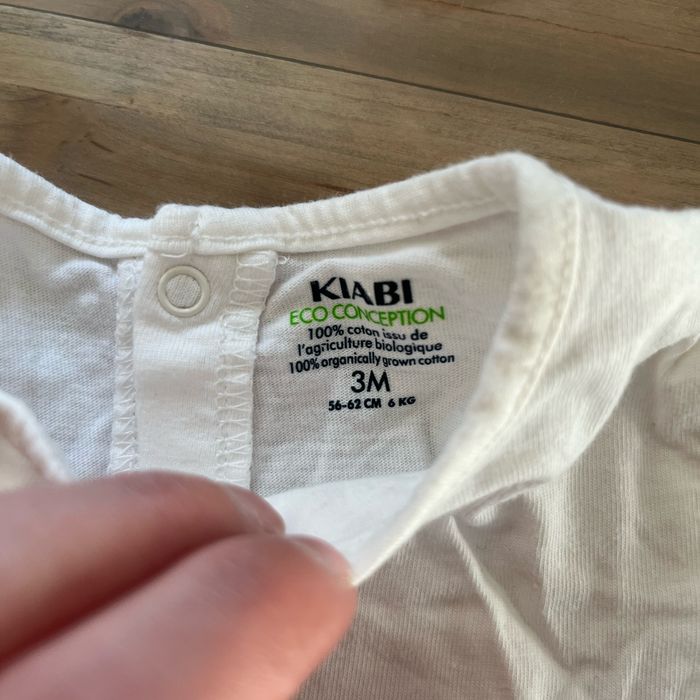 KIABI
ECO CONCEPTION
100% coton issu de
l'agriculture biologique
100% organically grown cotton
3M
56-62 CM 6 KG